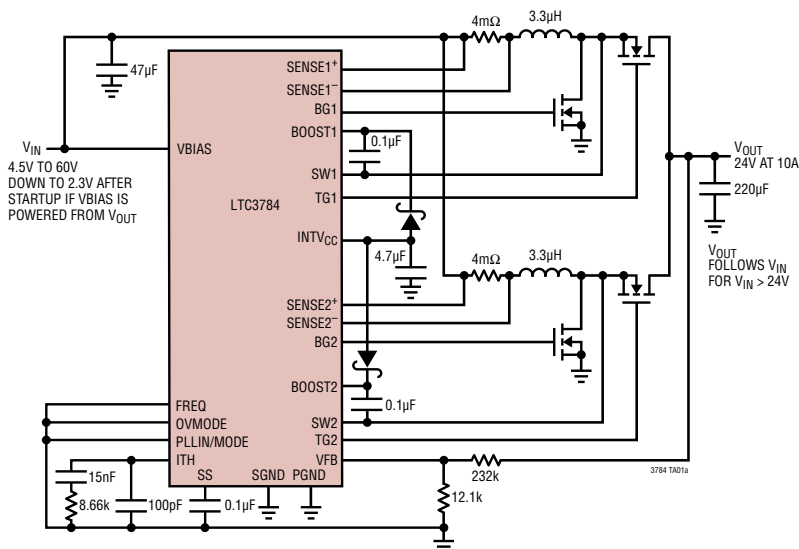 4mΩ
3.3µH
47µF
SENSE1+
SENSE1–
BG1
BOOST1
0.1µF
VIN
4.5V TO 60V
DOWN TO 2.3V AFTER
STARTUP IF VBIAS IS
POWERED FROM VOUT
VBIAS
SW1
LTC3784
TG1
VOUT
24V AT 10A
220µF
INTVCC
4.7µF
4mΩ
3.3µH
VOUT
FOLLOWS VIN
FOR VIN > 24V
SENSE2+
SENSE2–
BG2
BOOST2
0.1µF
FREQ
OVMODE
PLLIN/MODE
ITH
SW2
TG2
VFB
232k
3784 TA01a
15nF
8.66k
100pF
SS
0.1µF
SGND
PGND
12.1k